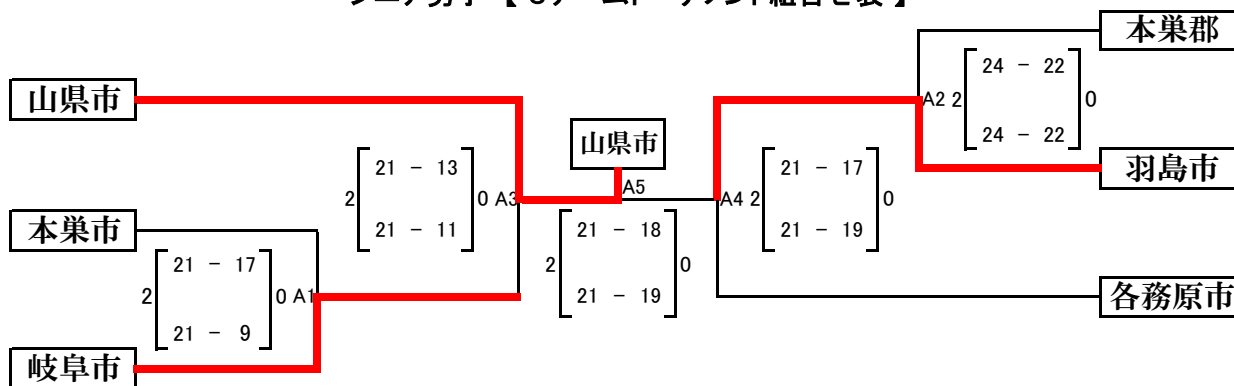 本巣郡
山県市
A2 2 24 - 22 0
24 - 22
山県市
21 - 13
2 0 A3
21 - 11
A5
A4 2 21 - 17 0
21 - 19
羽島市
本巣市
21 - 17
2 0 A1
21 - 9
21 - 18
2 0
21 - 19
各務原市
岐阜市